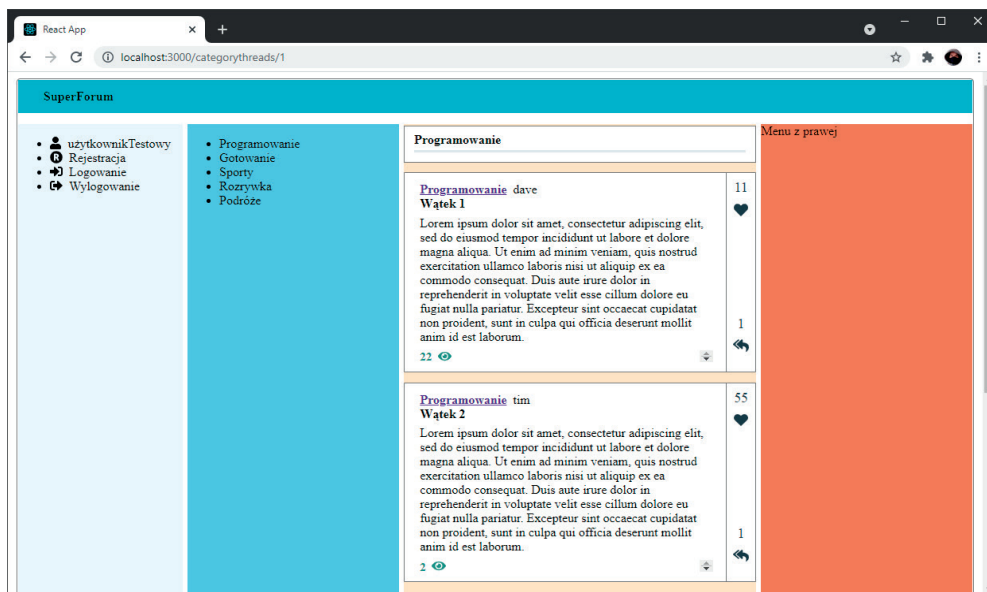 React App
localhost:3000/categorythreads/1
SuperForum
użytkownikTestowy
Rejestracja
Logowanie
Wylogowanie
Programowanie
Gotowanie
Sporty
Rozrywka
Podróże
Programowanie
Programowanie dave
Wątek 1
Lorem ipsum dolor sit amet, consectetur adipiscing elit,
sed do eiusmod tempor incididunt ut labore et dolore
magna aliqua. Ut enim ad minim veniam, quis nostrud
exercitation ullamco laboris nisi ut aliquip ex ea
commodo consequat. Duis aute irure dolor in
reprehenderit in voluptate velit esse cillum dolore eu
fugiat nulla pariatur. Excepteur sint occaecat cupidatat
non proident, sunt in culpa qui officia deserunt mollit
anim id est laborum.
22
11
1
Programowanie tim
Wątek 2
Lorem ipsum dolor sit amet, consectetur adipiscing elit,
sed do eiusmod tempor incididunt ut labore et dolore
magna aliqua. Ut enim ad minim veniam, quis nostrud
exercitation ullamco laboris nisi ut aliquip ex ea
commodo consequat. Duis aute irure dolor in
reprehenderit in voluptate velit esse cillum dolore eu
fugiat nulla pariatur. Excepteur sint occaecat cupidatat
non proident, sunt in culpa qui officia deserunt mollit
anim id est laborum.
2
55
1
Menu z prawej